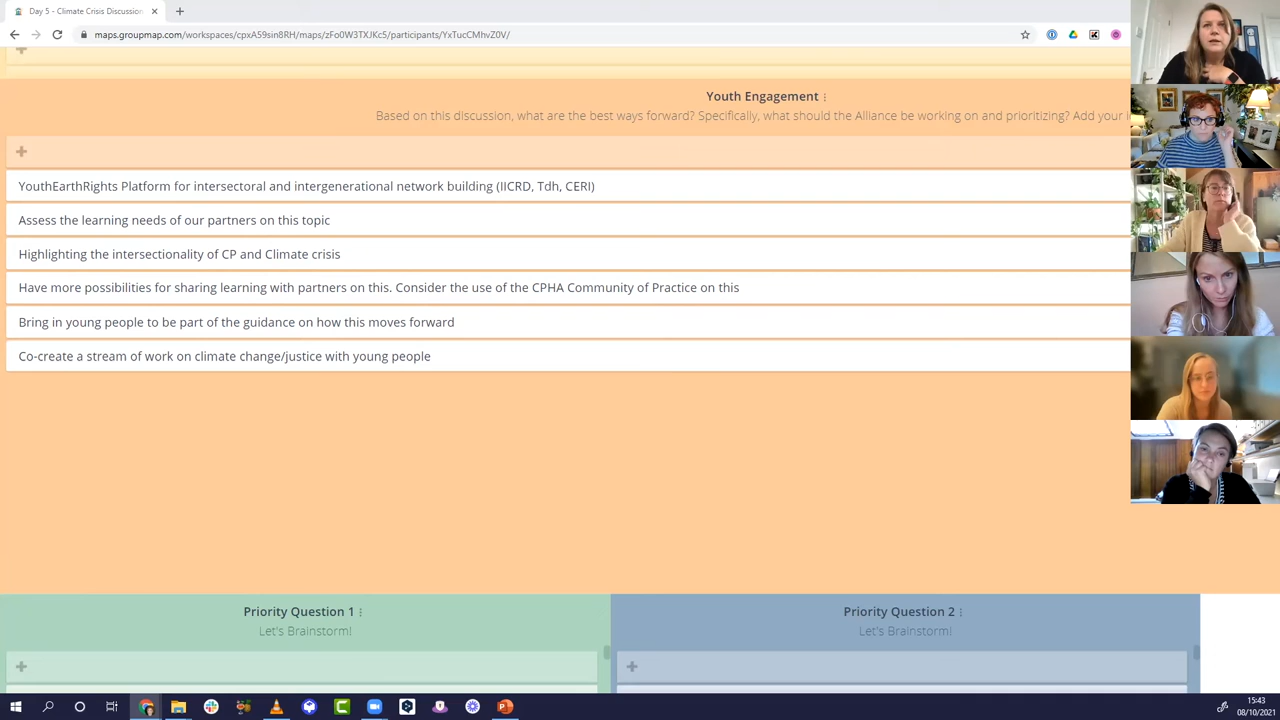 Day 5 - Climate Crisis Discussion
maps.groupmap.com/workspaces/cpxA59sin8RH/maps/zFo0W3TXJKc5/participants/YxTucCMhvZ0V/
Youth Engagement
Based on this discussion, what are the best ways forward? Specifically, what should the Alliance be working on and prioritizing? Add your
YouthEarthRights Platform for intersectoral and intergenerational network building (IICRD, Tdh, CERI)
Assess the learning needs of our partners on this topic
Highlighting the intersectionality of CP and Climate crisis
Have more possibilities for sharing learning with partners on this. Consider the use of the CPHA Community of Practice on this
Bring in young people to be part of the guidance on how this moves forward
Co-create a stream of work on climate change/justice with young people
Priority Question 1
Let's Brainstorm!
Priority Question 2
Let's Brainstorm!
15:43
08/10/2021